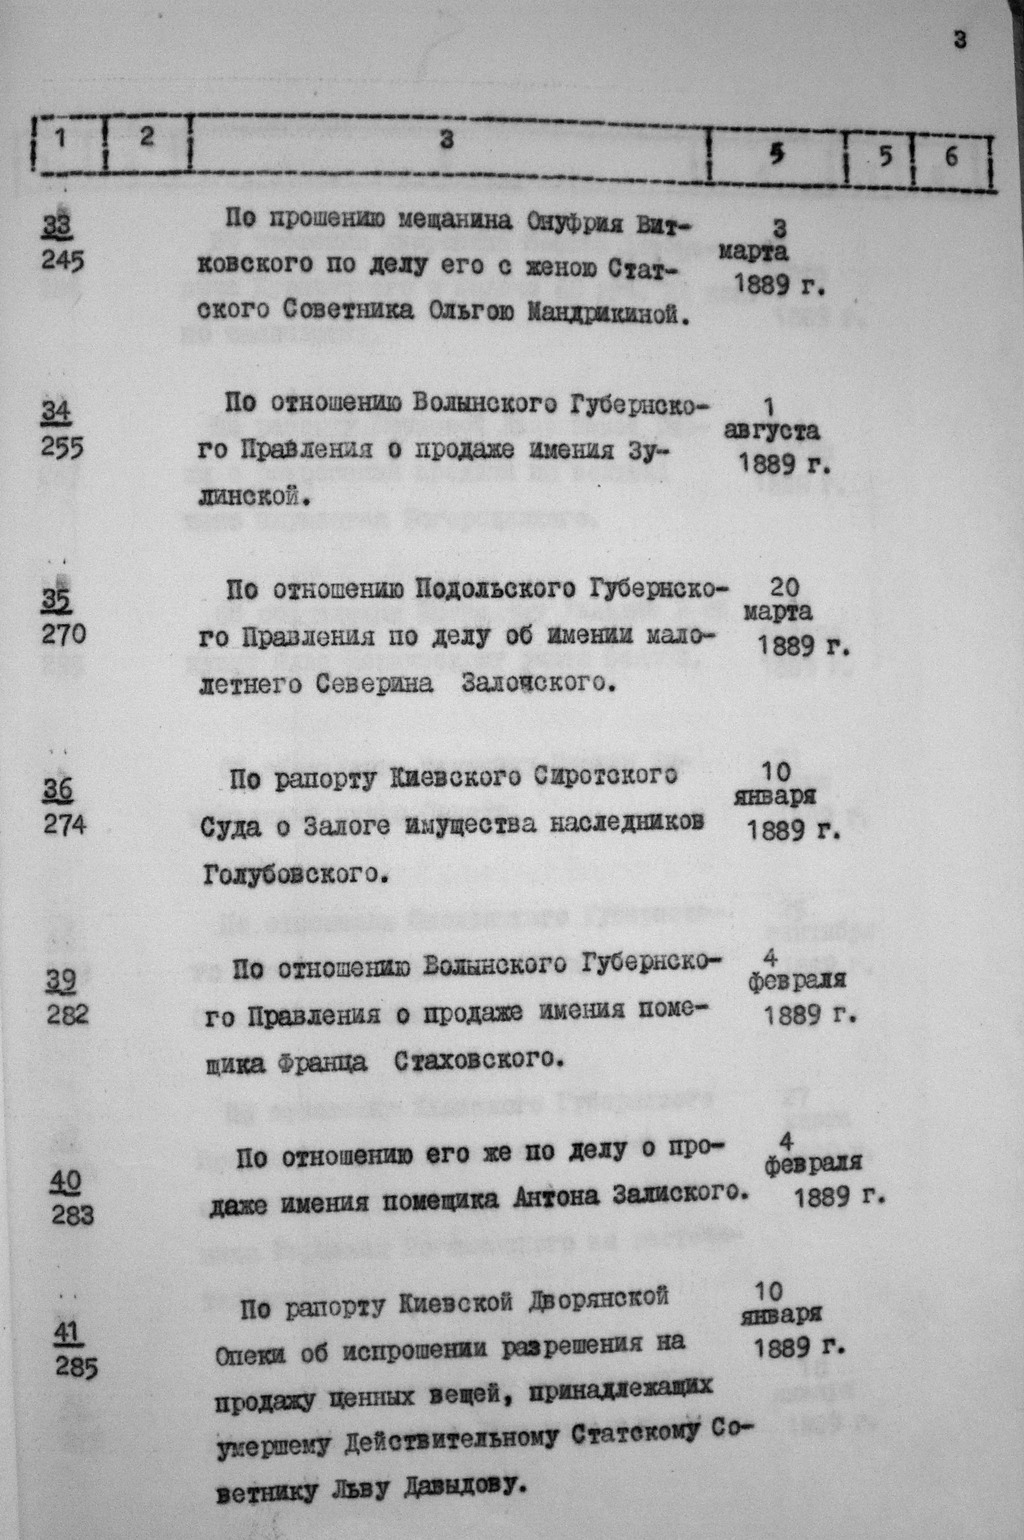 3
1 2 3 5 5 6
33
245
По прошению мещанина Онуфрия Вит-
ковского по делу его с женою Стат-
ского Советника Ольгою Мандрикиной.
3
марта
1889 г.
34
255
По отношению Волынского Губернско-
го Правления о продаже имения Зу-
линской.
1
августа
1889 г.
35
270
По отношению Подольского Губернско-
го Правления по делу об имении мало-
летнего Северина Залочского.
20
марта
1889 г.
36
274
По рапорту Киевского Сиротского
Суда о Залоге имущества наследников
Голубовского.
10
января
1889 г.
39
282
По отношению Волынского Губернско-
го Правления о продаже имения поме-
щика Франца Стаховского.
4
февраля
1889 г.
40
283
По отношению его же по делу о про-
даже имения помещика Антона Залиского.
4
февраля
1889 г.
41
285
По рапорту Киевской Дворянской
Опеки об испрошении разрешения на
продажу ценных вещей, принадлежащих
умершему Действительному Статскому Со-
ветнику Льву Давыдову.
10
января
1889 г.